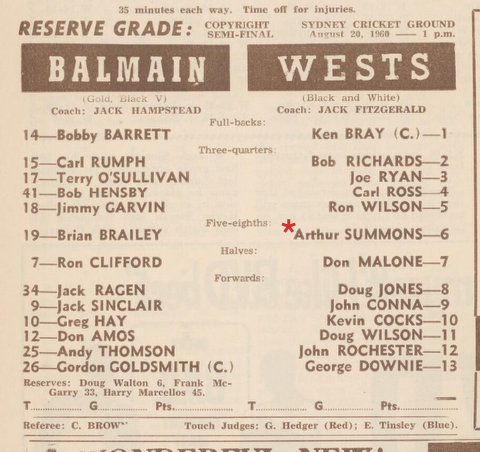 35 minutes each way. Time off for injuries.
RESERVE GRADE: COPYRIGHT SEMI-FINAL SYDNEY CRICKET GROUND August 20, 1960 — 1 p.m.
BALMAIN WESTS
(Gold, Black V) (Black and White)
Coach: JACK HAMPSTEAD Coach: JACK FITZGERALD
Full-backs:
14—Bobby BARRETT Ken BRAY (C.)—1
Three-quarters:
15—Carl RUMPH Bob RICHARDS—2
17—Terry O'SULLIVAN Joe RYAN—3
41—Bob HENSBY Carl ROSS—4
18—Jimmy GARVIN Ron WILSON—5
Five-eighths:
19—Brian BRAILEY *Arthur SUMMONS—6
Halves:
7—Ron CLIFFORD Don MALONE—7
Forwards:
34—Jack RAGEN Doug JONES—8
9—Jack SINCLAIR John CONNA—9
10—Greg HAY Kevin COCKS—10
12—Don AMOS Doug WILSON—11
25—Andy THOMSON John ROCHESTER—12
26—Gordon GOLDSMITH (C.) George DOWNIE—13
Reserves: Doug Walton 6, Frank Mc-
Garry 33, Harry Marcellos 45.
T............ G............ Pts............ T............ G............ Pts............
Referee: C. BROWN Touch Judges: G. Hedger (Red); E. Tinsley (Blue).
WONDERFUL NEW